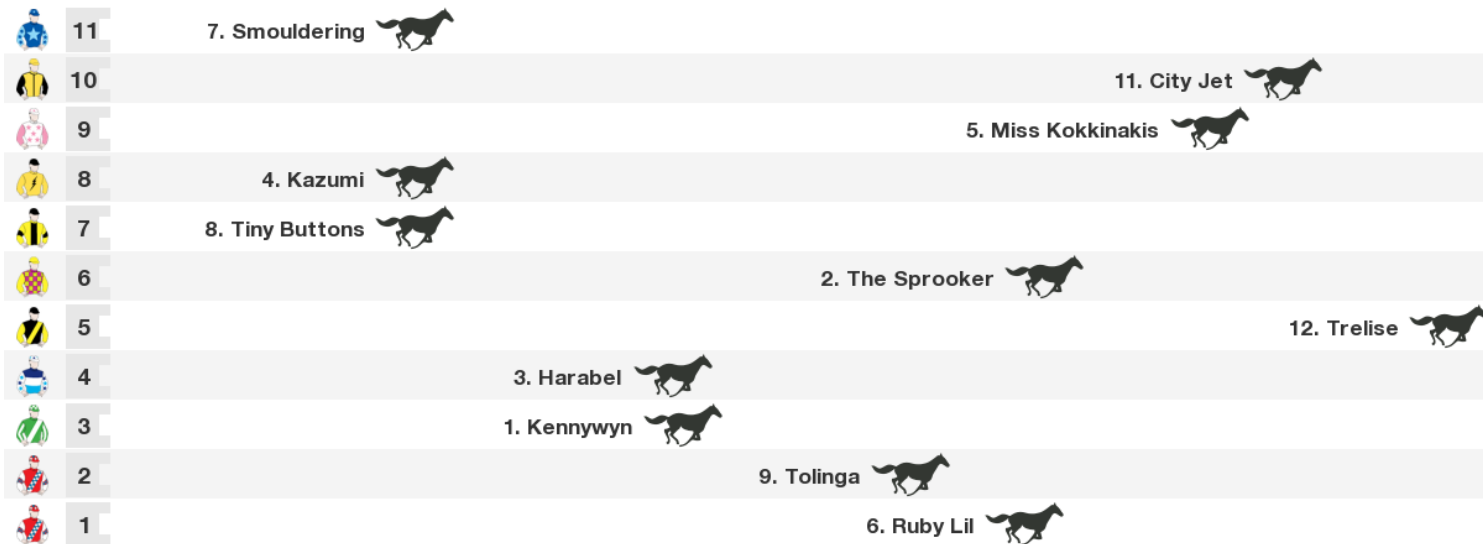 11 7. Smouldering
10 11. City Jet
9 5. Miss Kokkinakis
8 4. Kazumi
7 8. Tiny Buttons
6 2. The Sprooker
5 12. Trelise
4 3. Harabel
3 1. Kennywyn
2 9. Tolinga
1 6. Ruby Lil